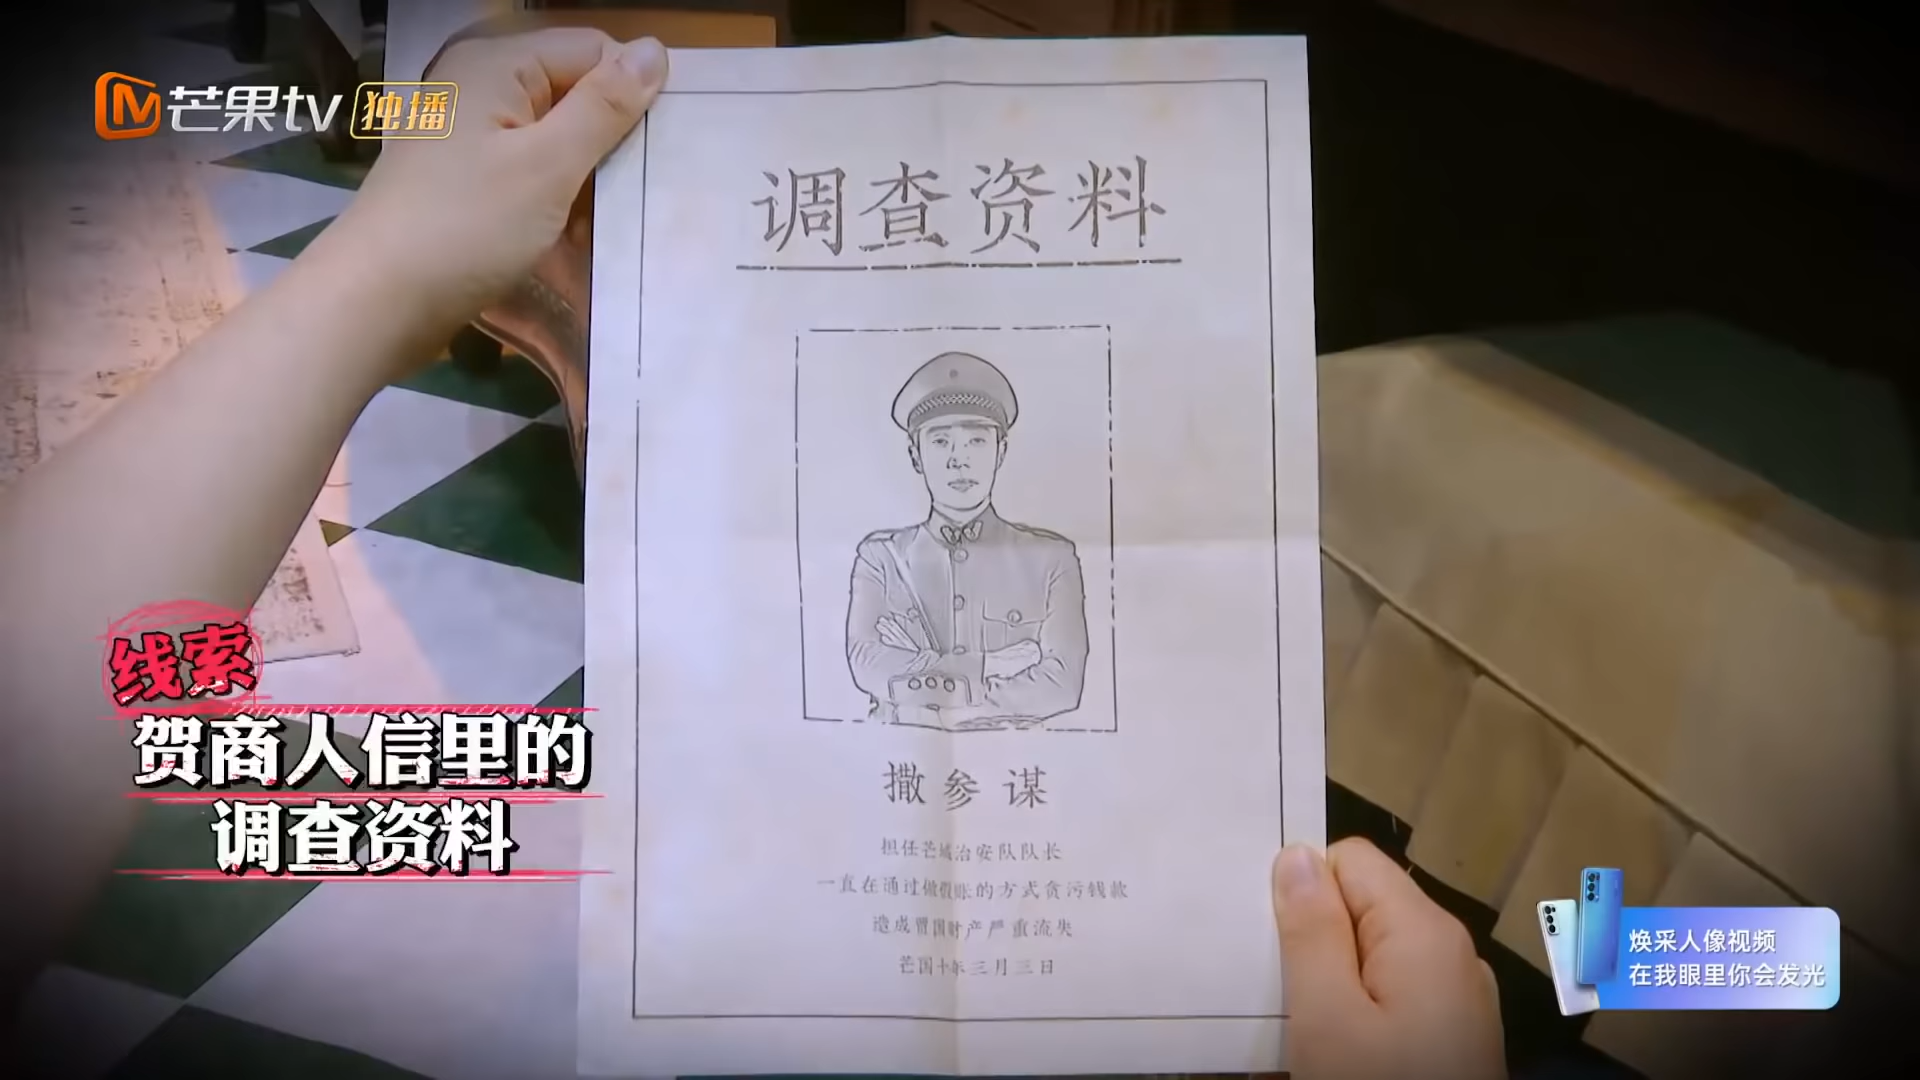 芒果tv 独播
调查资料
撒参谋
担任芒城治安队队长
一直在通过做假账的方式贪污钱款
造成曾国财产严重流失
芒国十年三月三日
线索
贺商人信里的
调查资料
焕采人像视频
在我眼里你会发光